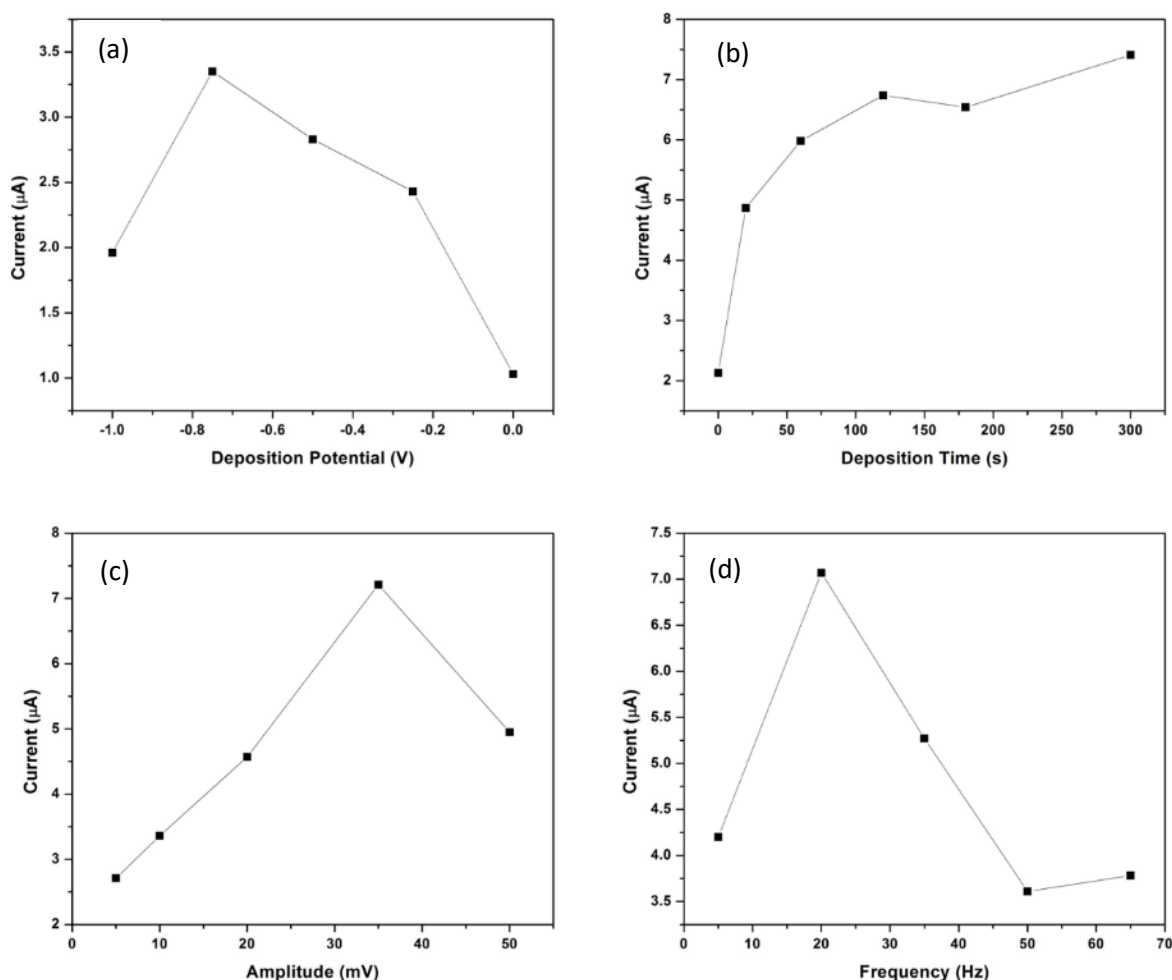 (a)
Current (μA)
3.5
3.0
2.5
2.0
1.5
1.0
-1.0 -0.8 -0.6 -0.4 -0.2 0.0
Deposition Potential (V)
(b)
Current (μA)
8
7
6
5
4
3
2
0 50 100 150 200 250 300
Deposition Time (s)
(c)
Current (μA)
8
7
6
5
4
3
2
0 10 20 30 40 50
Amplitude (mV)
(d)
Current (μA)
7.5
7.0
6.5
6.0
5.5
5.0
4.5
4.0
3.5
0 10 20 30 40 50 60 70
Frequency (Hz)